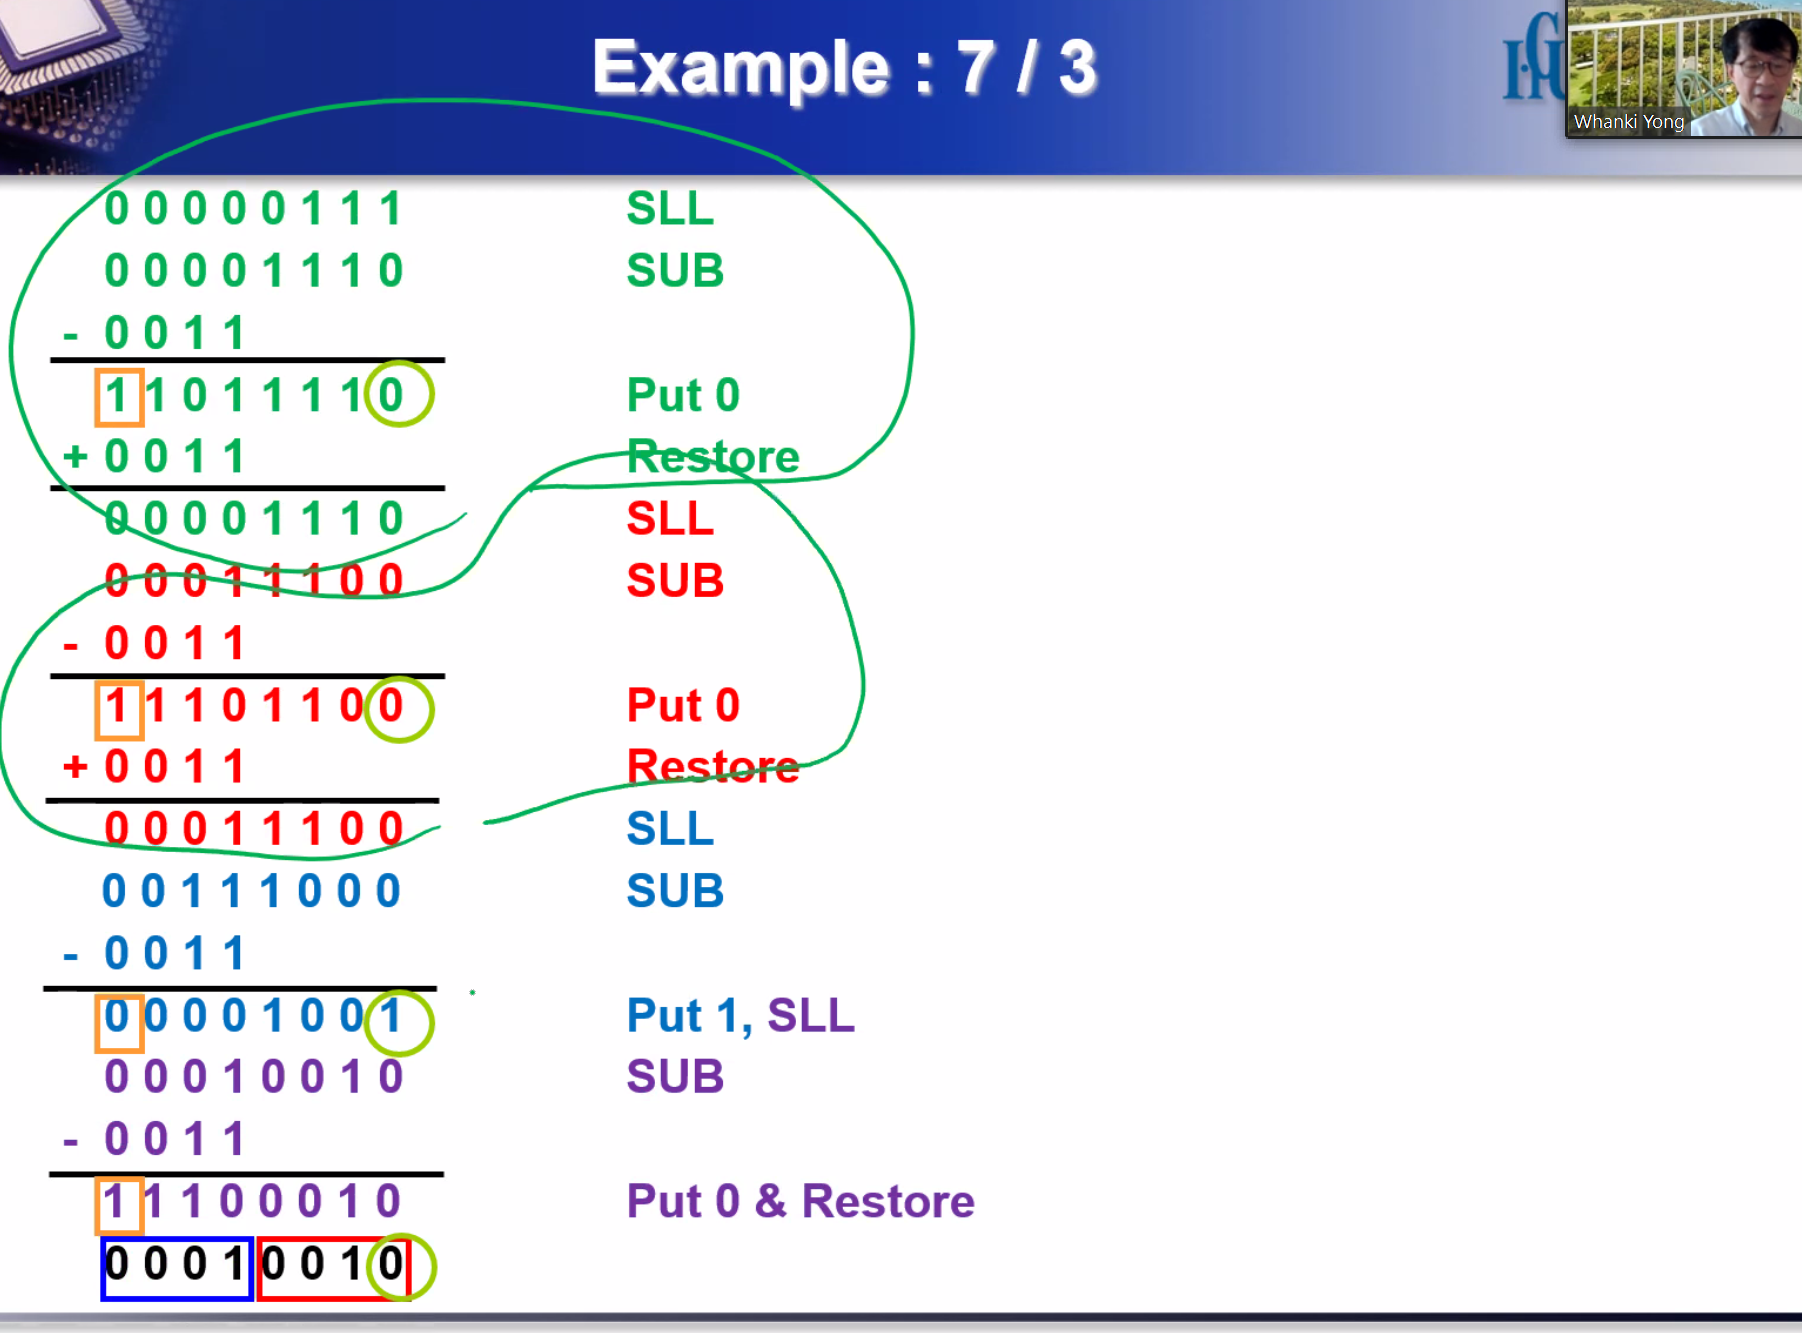 Example : 7 / 3
Whanki Yong
0 0 0 0 0 1 1 1 SLL
0 0 0 0 1 1 1 0 SUB
- 0 0 1 1
1 1 0 1 1 1 1 0 Put 0
+ 0 0 1 1 Restore
0 0 0 0 1 1 1 0 SLL
0 0 0 1 1 1 0 0 SUB
- 0 0 1 1
1 1 1 0 1 1 0 0 Put 0
+ 0 0 1 1 Restore
0 0 0 1 1 1 0 0 SLL
0 0 1 1 1 0 0 0 SUB
- 0 0 1 1
0 0 0 0 1 0 0 1 Put 1, SLL
0 0 0 1 0 0 1 0 SUB
- 0 0 1 1
1 1 1 0 0 0 1 0 Put 0 & Restore
0 0 0 1 0 0 1 0